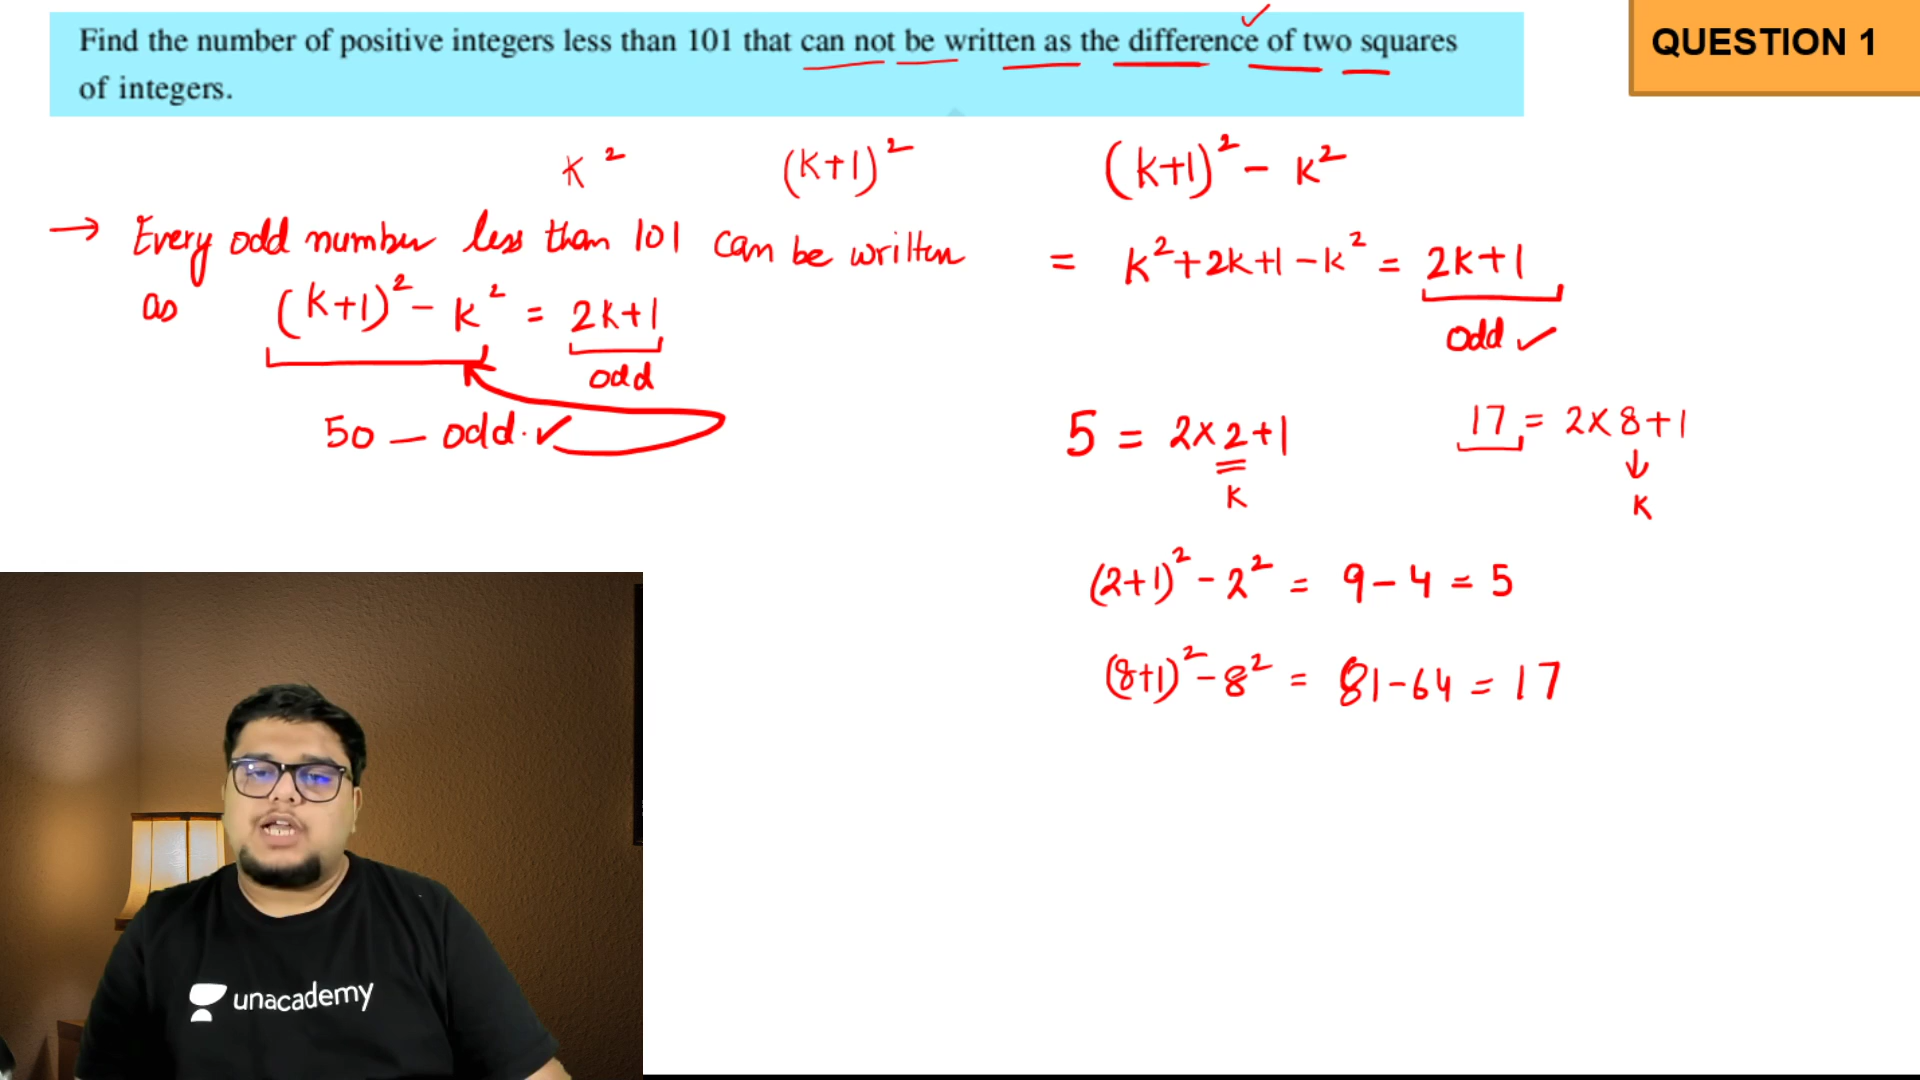 Find the number of positive integers less than 101 that can not be written as the difference of two squares
of integers.
QUESTION 1
k² (k+1)² (k+1)² - k²
→ Every odd number less than 101 can be written
= k²+2k+1-k² = 2k+1
as (k+1)² - k² = 2k+1
odd ✓
odd
50 — odd. ✓
5 = 2×2+1
k
17 = 2×8+1
↓
k
(2+1)² - 2² = 9-4 = 5
(8+1)² - 8² = 81-64 = 17
unacademy